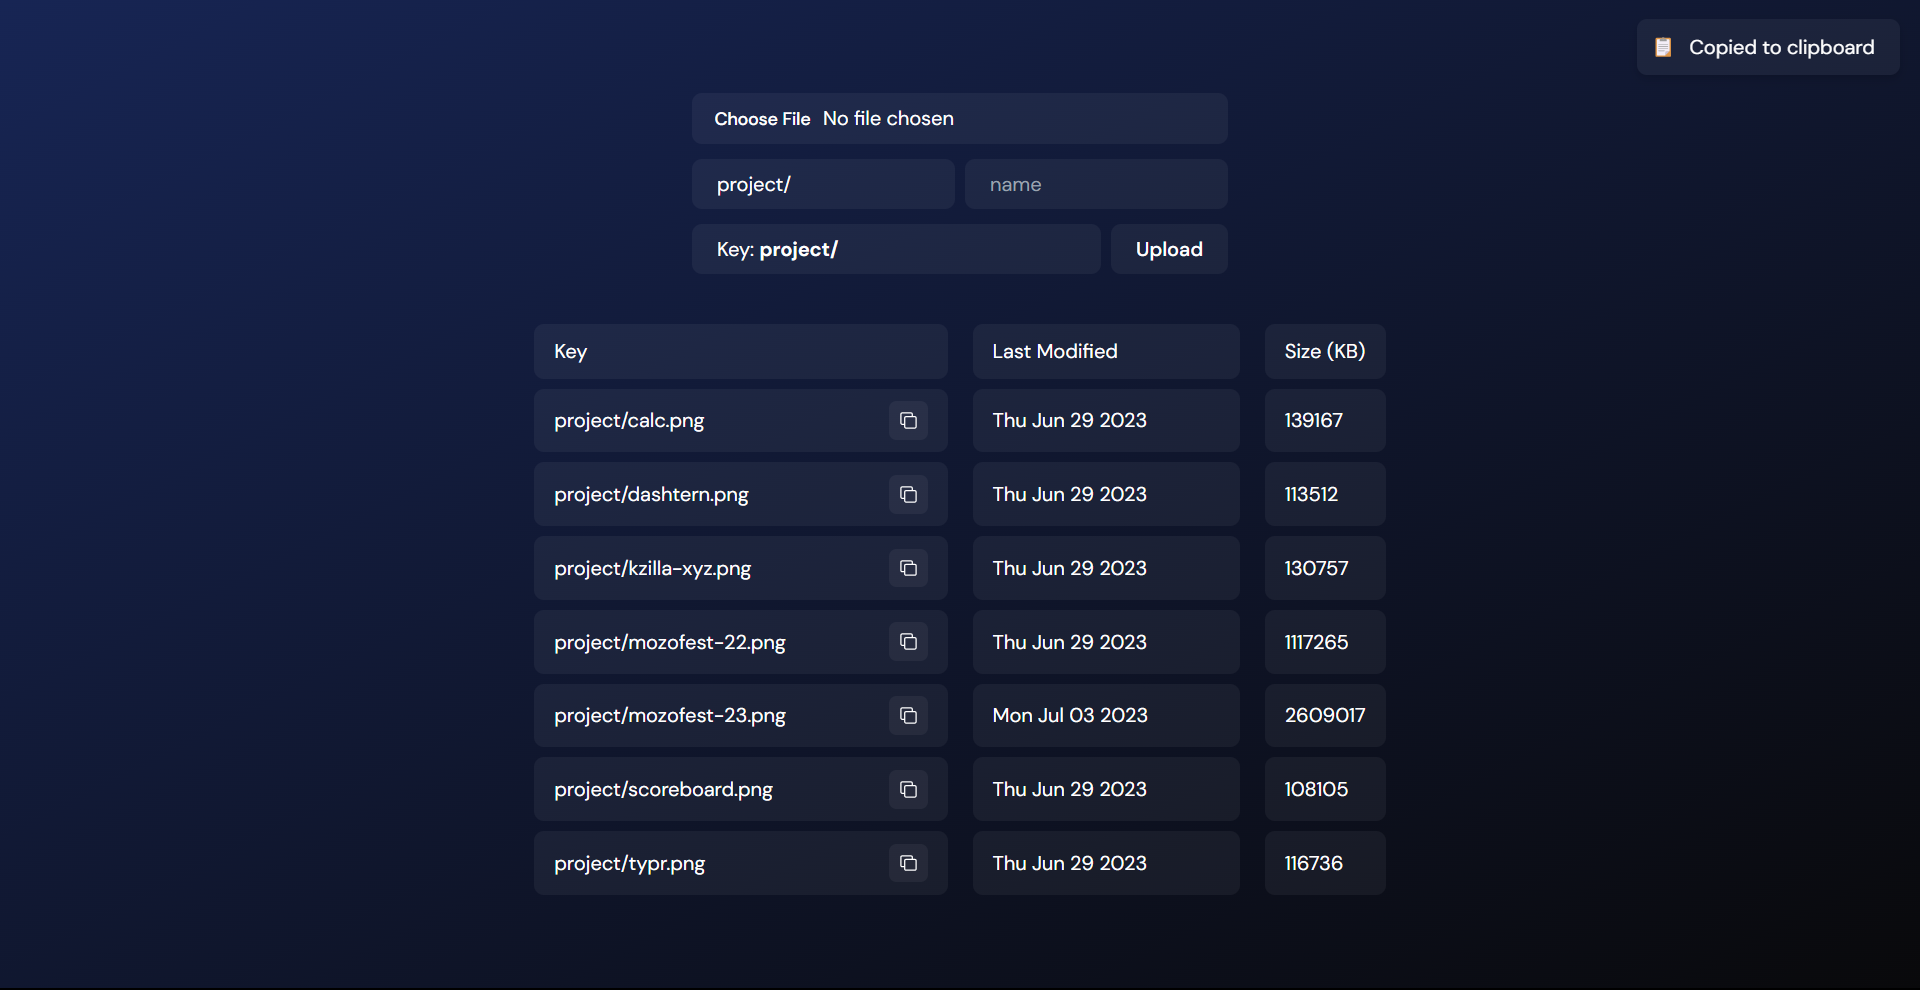 Copied to clipboard
Choose File No file chosen
project/ name
Key: project/ Upload
Key Last Modified Size (KB)
project/calc.png Thu Jun 29 2023 139167
project/dashtern.png Thu Jun 29 2023 113512
project/kzilla-xyz.png Thu Jun 29 2023 130757
project/mozofest-22.png Thu Jun 29 2023 1117265
project/mozofest-23.png Mon Jul 03 2023 2609017
project/scoreboard.png Thu Jun 29 2023 108105
project/typr.png Thu Jun 29 2023 116736